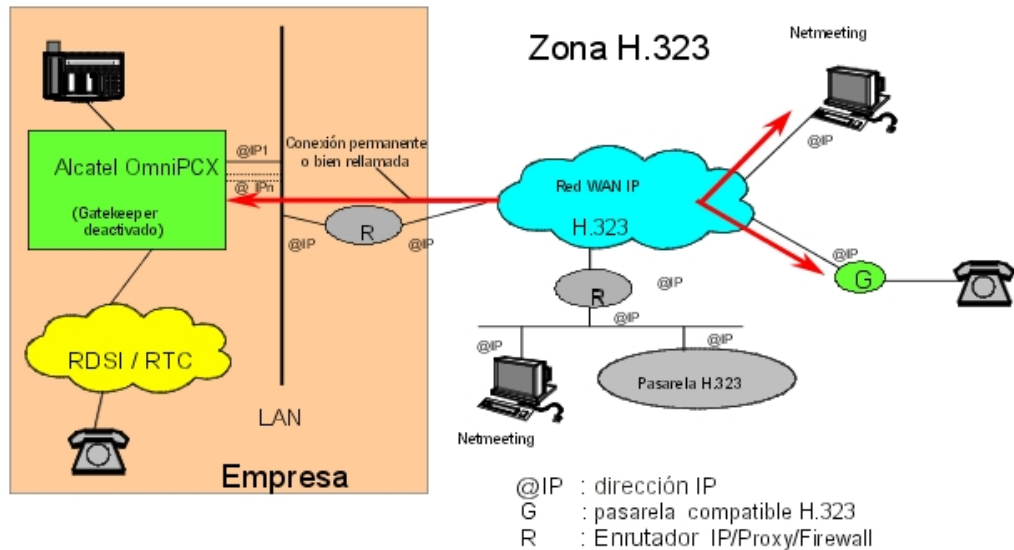 Zona H.323
Netmeeting
@IP
Alcatel OmniPCX
(Gatekeeper
deactivado)
@IP1
@ IPn
Conexión permanente
o bien rellamada
R
@IP
@IP
Red WAN IP
H.323
@IP
G
R
@IP
@IP
@IP
@IP
Netmeeting
Pasarela H.323
RDSI / RTC
LAN
Empresa
@IP : dirección IP
G : pasarela compatible H.323
R : Enrutador IP/Proxy/Firewall